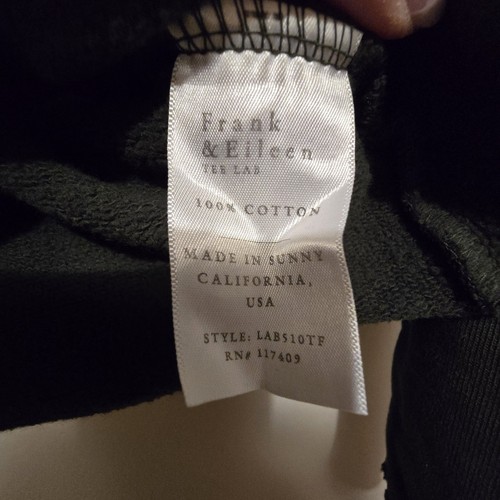 Frank
&Eileen
TEE LAB
100% COTTON
MADE IN SUNNY
CALIFORNIA,
USA
STYLE: LAB510TF
RN# 117409